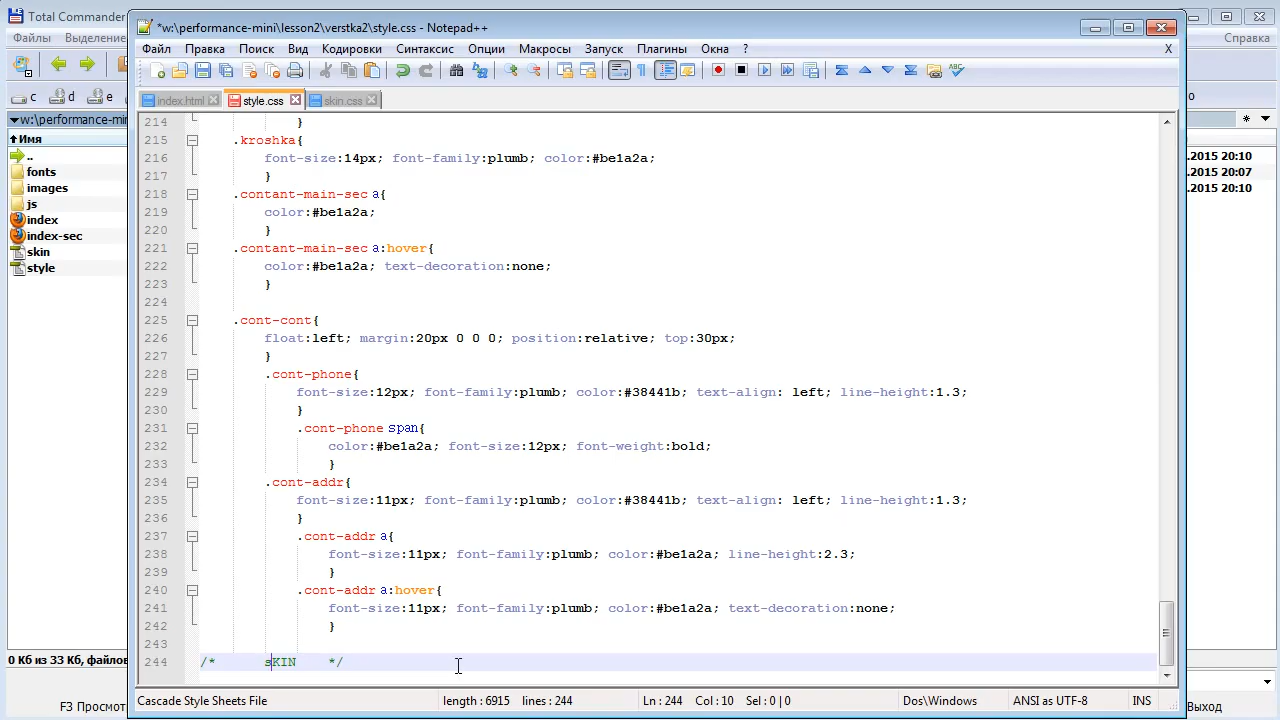 Total Commander
Файлы Выделение
Справка
*w:\performance-mini\lesson2\verstka2\style.css - Notepad++
Файл Правка Поиск Вид Кодировки Синтаксис Опции Макросы Запуск Плагины Окна ? X
c d e
index.html style.css skin.css
w:\performance-mi
Имя
..
fonts
images
js
index
index-sec
skin
style
.2015 20:10
.2015 20:07
.2015 20:10
214 }
215 .kroshka{
216 font-size:14px; font-family:plumb; color:#be1a2a;
217 }
218 .contant-main-sec a{
219 color:#be1a2a;
220 }
221 .contant-main-sec a:hover{
222 color:#be1a2a; text-decoration:none;
223 }
224
225 .cont-cont{
226 float:left; margin:20px 0 0 0; position:relative; top:30px;
227 }
228 .cont-phone{
229 font-size:12px; font-family:plumb; color:#38441b; text-align: left; line-height:1.3;
230 }
231 .cont-phone span{
232 color:#be1a2a; font-size:12px; font-weight:bold;
233 }
234 .cont-addr{
235 font-size:11px; font-family:plumb; color:#38441b; text-align: left; line-height:1.3;
236 }
237 .cont-addr a{
238 font-size:11px; font-family:plumb; color:#be1a2a; line-height:2.3;
239 }
240 .cont-addr a:hover{
241 font-size:11px; font-family:plumb; color:#be1a2a; text-decoration:none;
242 }
243
244 /* sKIN */
0 Кб из 33 Кб, файлов
Cascade Style Sheets File length : 6915 lines : 244 Ln : 244 Col : 10 Sel : 0 | 0 Dos\Windows ANSI as UTF-8 INS
F3 Просмот
Выход